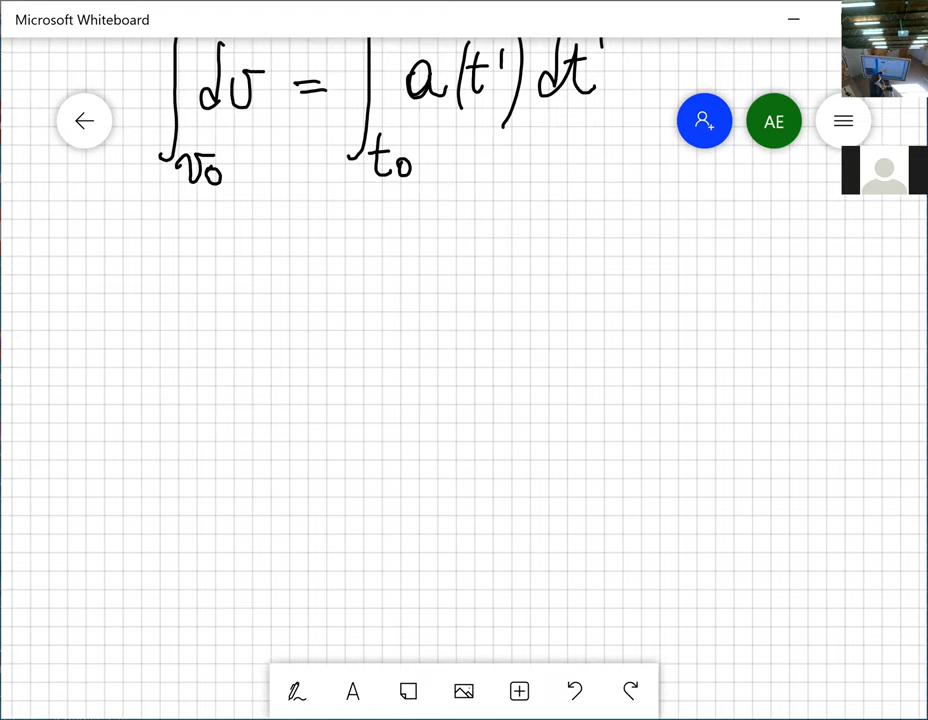 Microsoft Whiteboard
∫_{v₀} dv = ∫_{t₀} a(t') dt'
AE
A